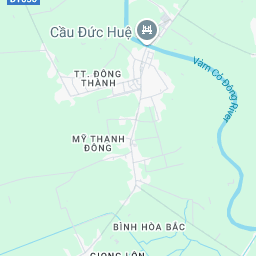 Cầu Đức Huệ
TT. ĐÔNG
THÀNH
Vàm Cỏ Đông River
MỸ THẠNH
ĐÔNG
BÌNH HÒA BẮC